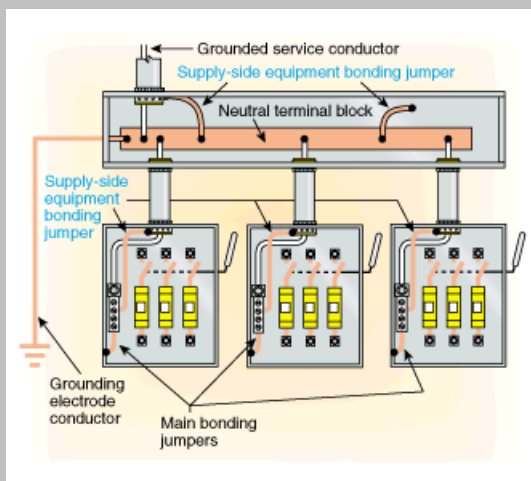 Grounded service conductor
Supply-side equipment bonding jumper
Neutral terminal block
Supply-side
equipment
bonding
jumper
Grounding
electrode
conductor
Main bonding
jumpers